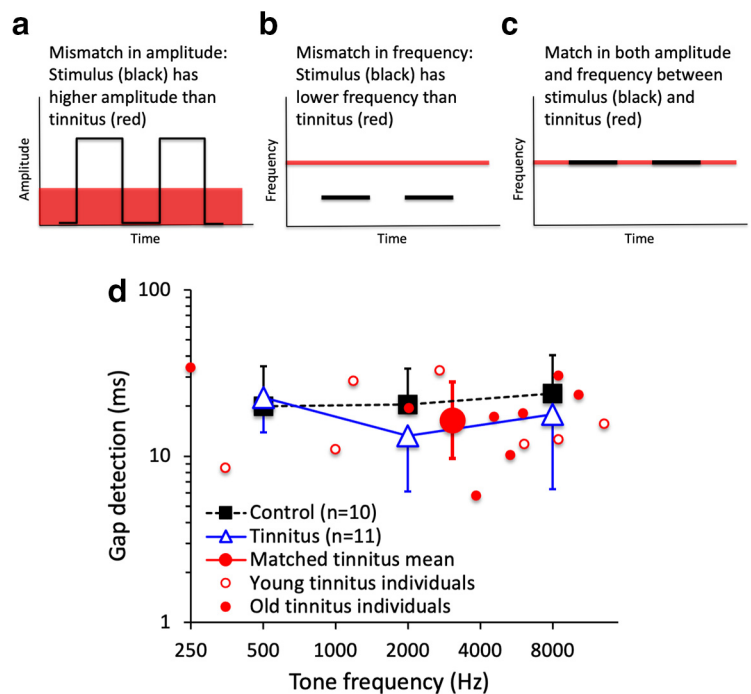 a
Mismatch in amplitude:
Stimulus (black) has
higher amplitude than
tinnitus (red)
Amplitude
Time
b
Mismatch in frequency:
Stimulus (black) has
lower frequency than
tinnitus (red)
Frequency
Time
c
Match in both amplitude
and frequency between
stimulus (black) and
tinnitus (red)
Frequency
Time
d
100
10
1
Gap detection (ms)
Control (n=10)
Tinnitus (n=11)
Matched tinnitus mean
Young tinnitus individuals
Old tinnitus individuals
250 500 1000 2000 4000 8000
Tone frequency (Hz)